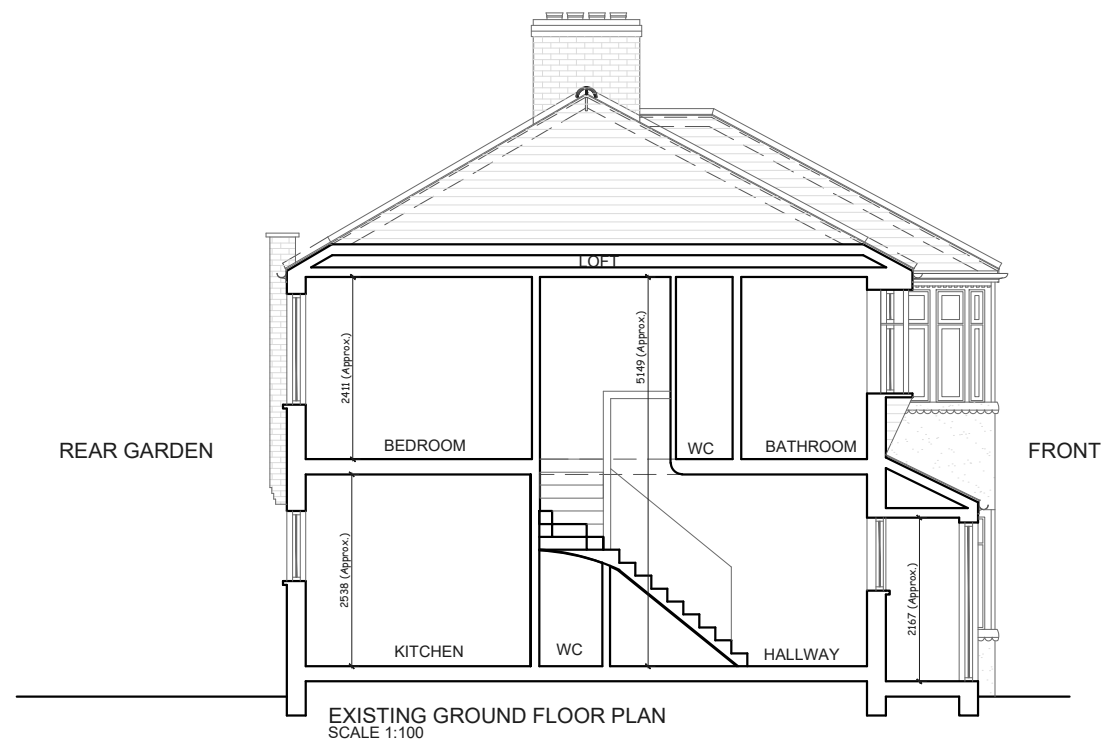 LOFT
2411 (Approx.)
5149 (Approx.)
BEDROOM
WC
BATHROOM
REAR GARDEN
FRONT
2538 (Approx.)
2167 (Approx.)
KITCHEN
WC
HALLWAY
EXISTING GROUND FLOOR PLAN
SCALE 1:100